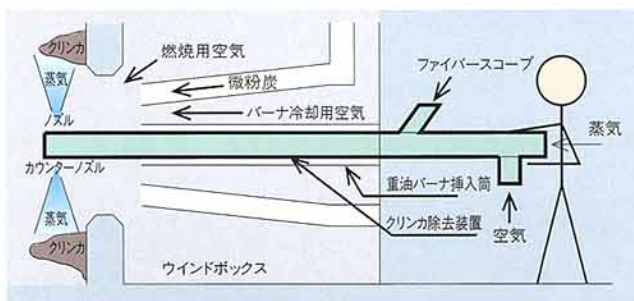 クリンカ
燃焼用空気
ファイバースコープ
蒸気
微粉炭
バーナ冷却用空気
ノズル
蒸気
カウンターノズル
重油バーナ挿入筒
蒸気
クリンカ除去装置
空気
クリンカ
ウインドボックス